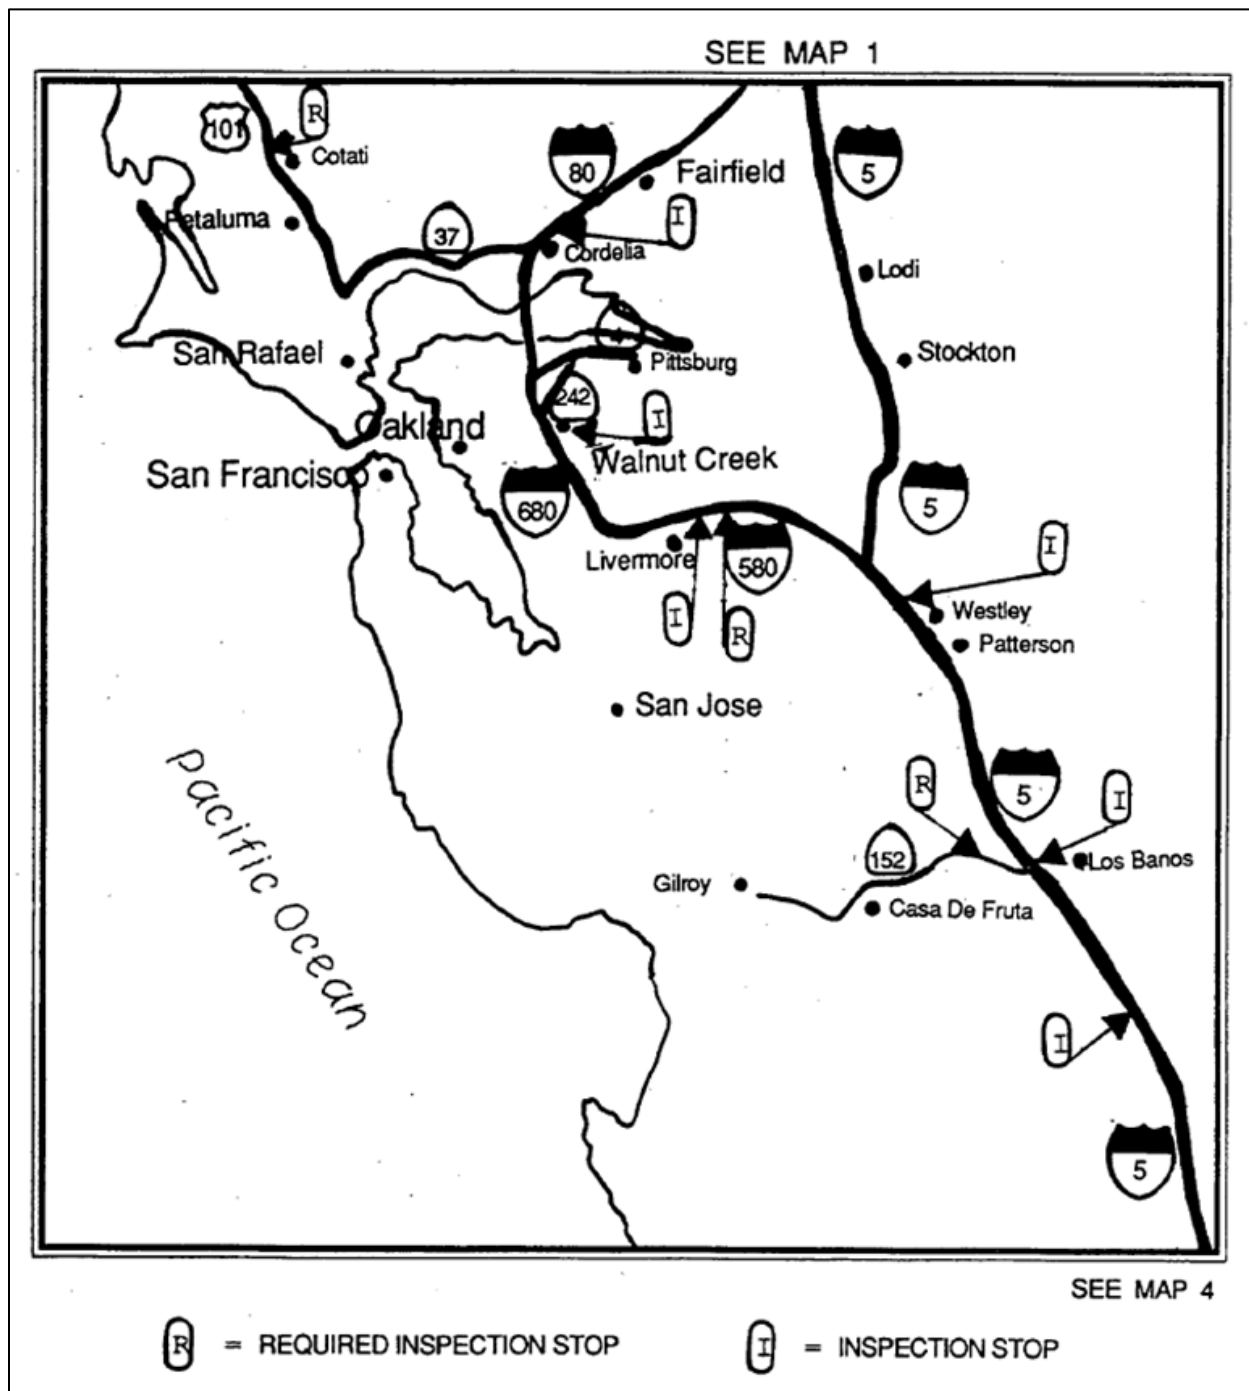 SEE MAP 1
R
101
Cotati
80
Fairfield
5
I
Petaluma
37
Cordelia
Lodi
4
San Rafael
Pittsburg
Stockton
242
I
Oakland
Walnut Creek
San Francisco
680
5
Livermore
580
I
I
R
Westley
Patterson
San Jose
pacific Ocean
R
5
I
152
Los Banos
Gilroy
Casa De Fruta
I
5
SEE MAP 4
R = REQUIRED INSPECTION STOP
I = INSPECTION STOP